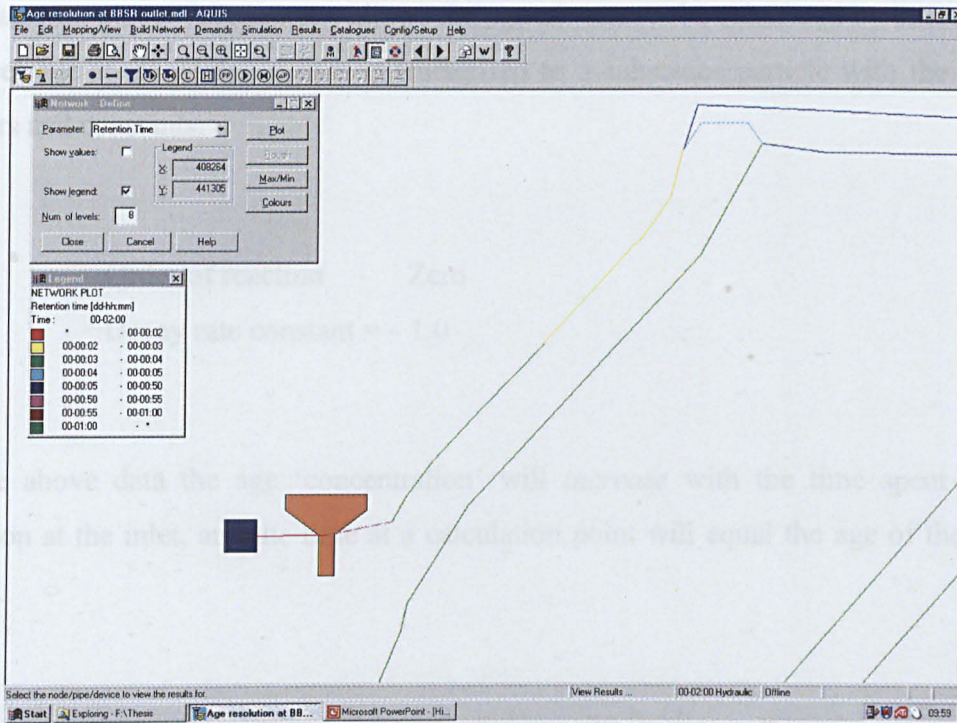 Age resolution at BBSR outlet.mdl - AQUIS
File Edit Mapping/View Build Network Demands Simulation Results Catalogues Config/Setup Help
Network - Define
Parameter: Retention Time
Plot
Show values:
Legend
X: 408264
Max/Min
Show legend:
Y: 441305
Colours
Num. of levels: 8
Close Cancel Help
Legend
NETWORK PLOT
Retention time [dd-hh:mm]
Time : 00-02:00
* - 00-00:02
00-00:02 - 00-00:03
00-00:03 - 00-00:04
00-00:04 - 00-00:05
00-00:05 - 00-00:50
00-00:50 - 00-00:55
00-00:55 - 00-01:00
00-01:00 - *
of reaction Zero
rate constant = - 1.0
above data the age 'concentration' will increase with the time spent
on at the inlet, at a calculation point will equal the age of the
Select the node/pipe/device to view the results for.
View Results ... 00-02:00 Hydraulic Offline
Start Exploring - F:\Thesis Age resolution at BB... Microsoft PowerPoint - [Hi... 09:59